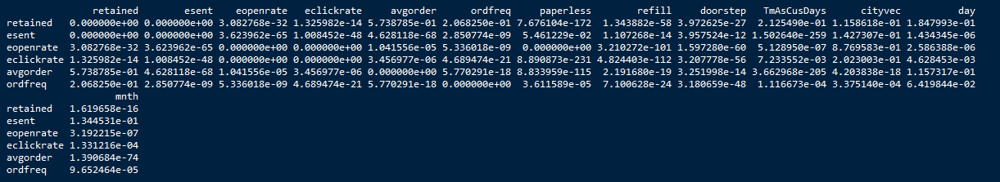 retained esent eopenrate eclickrate avgorder ordfreq paperless refill doorstep TmAsCusDays cityvec day
retained 0.000000e+00 0.000000e+00 3.082768e-32 1.325982e-14 5.738785e-01 2.068250e-01 7.676104e-172 1.343882e-58 3.972625e-27 2.125490e-01 1.158618e-01 1.847993e-01
esent 0.000000e+00 0.000000e+00 3.623962e-65 1.008452e-48 4.628118e-68 2.850774e-09 5.461229e-02 1.107268e-14 3.957524e-12 1.502640e-259 1.427307e-01 1.434345e-06
eopenrate 3.082768e-32 3.623962e-65 0.000000e+00 0.000000e+00 1.041556e-05 5.336018e-09 0.000000e+00 3.210272e-101 1.597280e-60 5.128950e-07 8.769583e-01 2.586388e-06
eclickrate 1.325982e-14 1.008452e-48 0.000000e+00 0.000000e+00 3.456977e-06 4.689474e-21 8.890873e-231 4.824403e-112 3.207778e-56 7.233552e-03 2.023003e-01 4.628453e-03
avgorder 5.738785e-01 4.628118e-68 1.041556e-05 3.456977e-06 0.000000e+00 5.770291e-18 8.833959e-115 2.191680e-19 3.251998e-14 3.662968e-205 4.203838e-18 1.157317e-01
ordfreq 2.068250e-01 2.850774e-09 5.336018e-09 4.689474e-21 5.770291e-18 0.000000e+00 3.611589e-05 7.100628e-24 3.180659e-48 1.116673e-04 3.375140e-04 6.419844e-02
mnth
retained 1.619658e-16
esent 1.344531e-01
eopenrate 3.192215e-07
eclickrate 1.331216e-04
avgorder 1.390684e-74
ordfreq 9.652464e-05